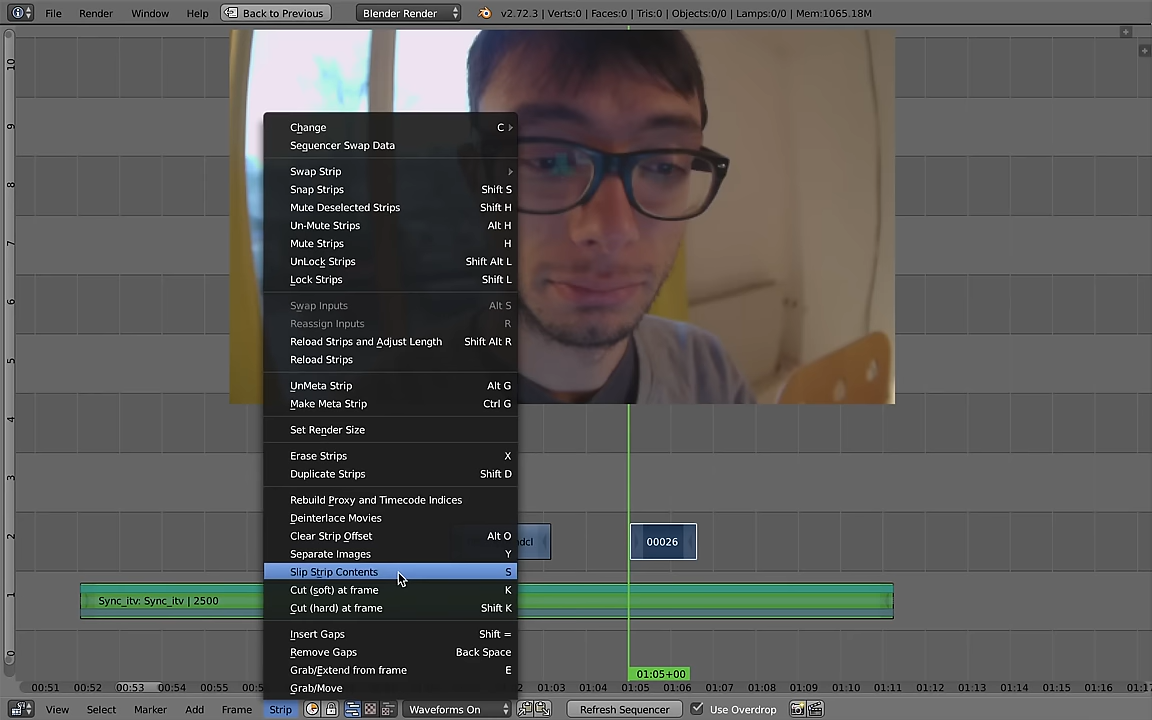 File Render Window Help Back to Previous Blender Render v2.72.3 | Verts:0 | Faces:0 | Tris:0 | Objects:0/0 | Lamps:0/0 | Mem:1065.18M
10
9
8
7
6
5
4
3
2
1
0
Change C
Sequencer Swap Data
Swap Strip
Snap Strips Shift S
Mute Deselected Strips Shift H
Un-Mute Strips Alt H
Mute Strips H
UnLock Strips Shift Alt L
Lock Strips Shift L
Swap Inputs Alt S
Reassign Inputs R
Reload Strips and Adjust Length Shift Alt R
Reload Strips
UnMeta Strip Alt G
Make Meta Strip Ctrl G
Set Render Size
Erase Strips X
Duplicate Strips Shift D
Rebuild Proxy and Timecode Indices
Deinterlace Movies
Clear Strip Offset Alt O
Separate Images Y
Slip Strip Contents S
Cut (soft) at frame K
Cut (hard) at frame Shift K
Insert Gaps Shift =
Remove Gaps Back Space
Grab/Extend from frame E
Grab/Move
00026
Sync_itv: Sync_itv | 2500
01:05+00
00:51 00:52 00:53 00:54 00:55 01:03 01:04 01:05 01:06 01:07 01:08 01:09 01:10 01:11 01:12 01:13 01:14 01:15 01:16
View Select Marker Add Frame Strip Waveforms On Refresh Sequencer Use Overdrop